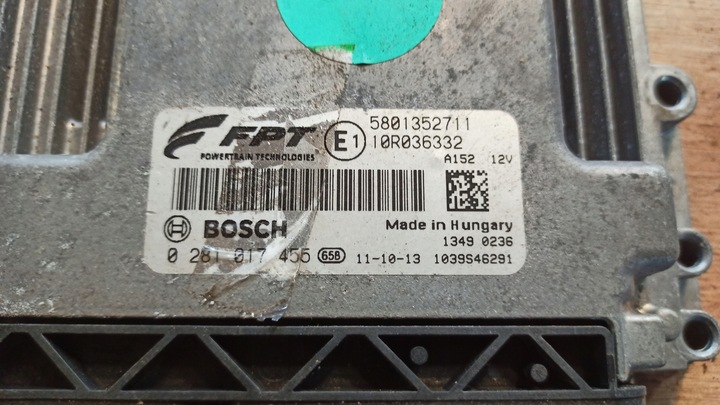 FPT
POWERTRAIN TECHNOLOGIES
E1
5801352711
10R036332
A152 12V
BOSCH
Made in Hungary
1349 0236
0 281 017 455 65B 11-10-13 1039S46291